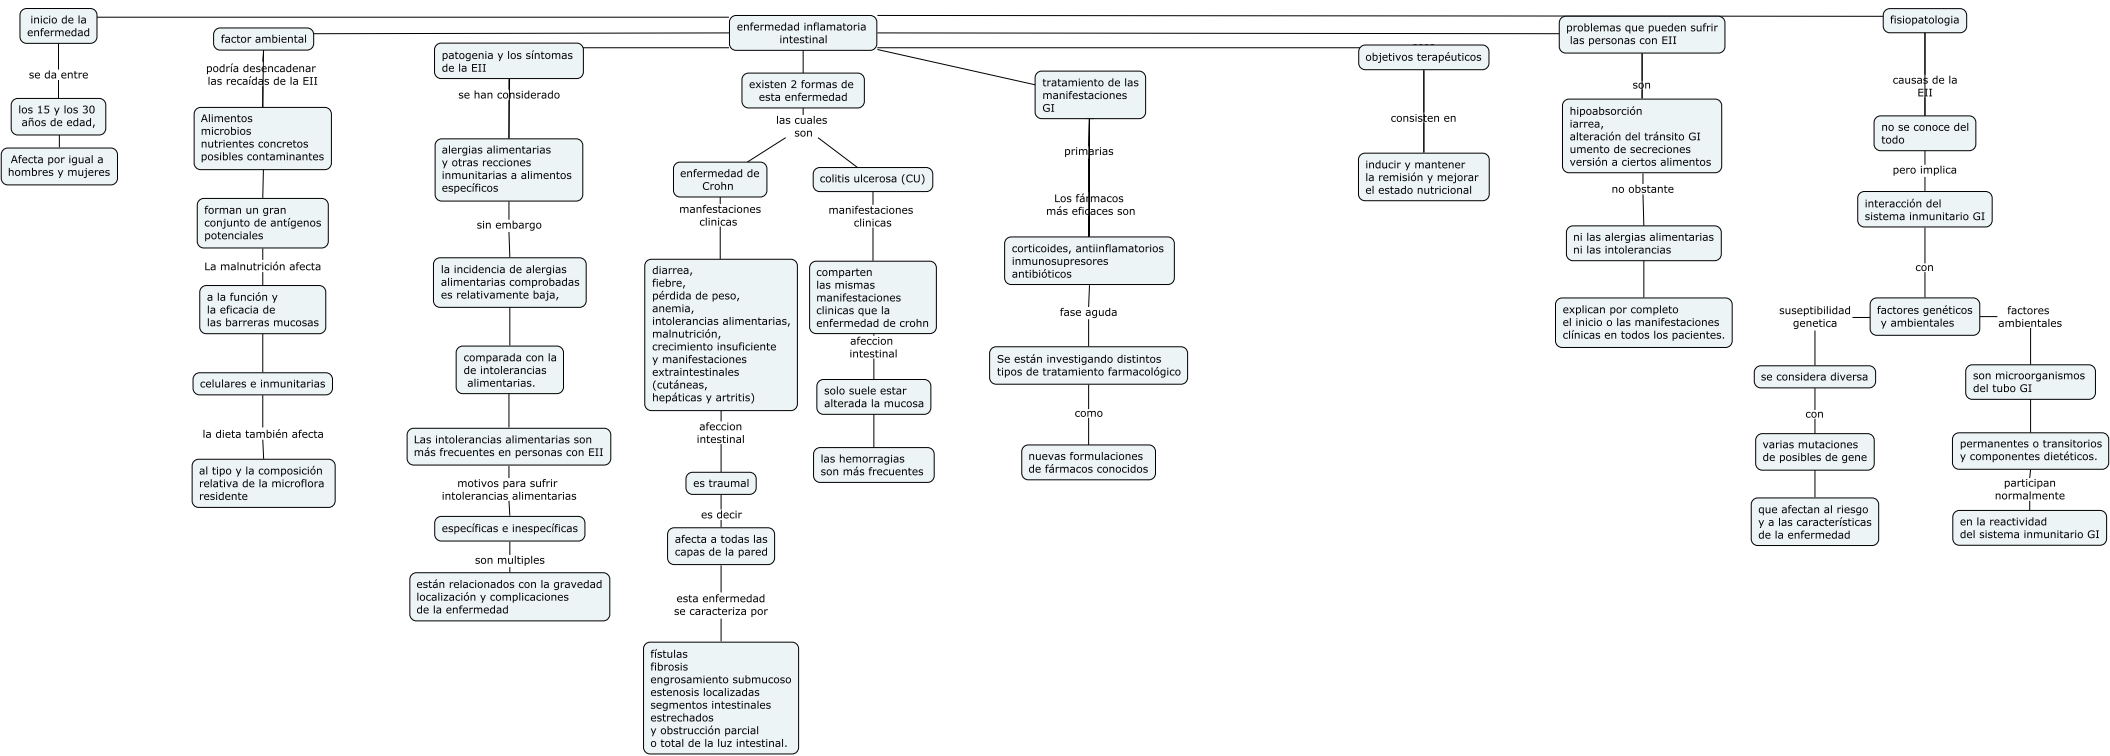 inicio de la
enfermedad
se da entre
los 15 y los 30
años de edad,
Afecta por igual a
hombres y mujeres
factor ambiental
podría desencadenar
las recaídas de la EII
Alimentos
microbios
nutrientes concretos
posibles contaminantes
forman un gran
conjunto de antígenos
potenciales
La malnutrición afecta
a la función y
la eficacia de
las barreras mucosas
celulares e inmunitarias
la dieta también afecta
al tipo y la composición
relativa de la microflora
residente
patogenia y los síntomas
de la EII
se han considerado
alergias alimentarias
y otras recciones
inmunitarias a alimentos
específicos
sin embargo
la incidencia de alergias
alimentarias comprobadas
es relativamente baja,
comparada con la
de intolerancias
alimentarias.
Las intolerancias alimentarias son
más frecuentes en personas con EII
motivos para sufrir
intolerancias alimentarias
específicas e inespecíficas
son multiples
están relacionados con la gravedad
localización y complicaciones
de la enfermedad
enfermedad inflamatoria
intestinal
existen 2 formas de
esta enfermedad
las cuales
son
enfermedad de
Crohn
manfestaciones
clinicas
diarrea,
fiebre,
pérdida de peso,
anemia,
intolerancias alimentarias,
malnutrición,
crecimiento insuficiente
y manifestaciones
extraintestinales
(cutáneas,
hepáticas y artritis)
afeccion
intestinal
es traumal
es decir
afecta a todas las
capas de la pared
esta enfermedad
se caracteriza por
fístulas
fibrosis
engrosamiento submucoso
estenosis localizadas
segmentos intestinales
estrechados
y obstrucción parcial
o total de la luz intestinal.
colitis ulcerosa (CU)
manifestaciones
clinicas
comparten
las mismas
manifestaciones
clinicas que la
enfermedad de crohn
afeccion
intestinal
solo suele estar
alterada la mucosa
las hemorragias
son más frecuentes
tratamiento de las
manifestaciones
GI
primarias
Los fármacos
más eficaces son
corticoides, antiinflamatorios
inmunosupresores
antibióticos
fase aguda
Se están investigando distintos
tipos de tratamiento farmacológico
como
nuevas formulaciones
de fármacos conocidos
objetivos terapéuticos
consisten en
inducir y mantener
la remisión y mejorar
el estado nutricional
problemas que pueden sufrir
las personas con EII
son
hipoabsorción
iarrea,
alteración del tránsito GI
umento de secreciones
versión a ciertos alimentos
no obstante
ni las alergias alimentarias
ni las intolerancias
explican por completo
el inicio o las manifestaciones
clínicas en todos los pacientes.
fisiopatologia
causas de la
EII
no se conoce del
todo
pero implica
interacción del
sistema inmunitario GI
con
factores genéticos
y ambientales
suseptibilidad
genetica
se considera diversa
con
varias mutaciones
de posibles de gene
que afectan al riesgo
y a las características
de la enfermedad
factores
ambientales
son microorganismos
del tubo GI
permanentes o transitorios
y componentes dietéticos.
participan
normalmente
en la reactividad
del sistema inmunitario GI